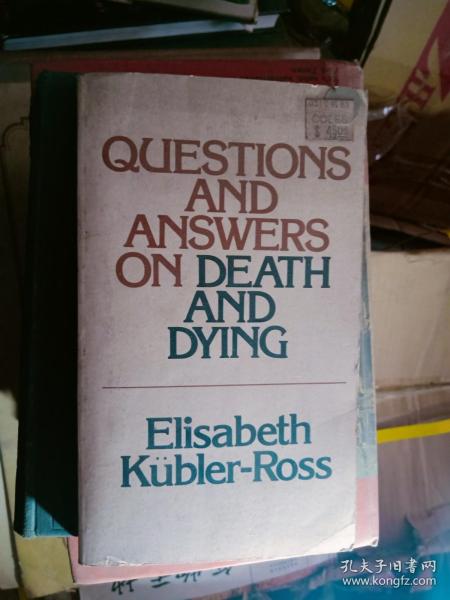 COLES
QUESTIONS
AND
ANSWERS
ON DEATH
AND
DYING
Elisabeth
Kübler-Ross
孔夫子旧书网
www.kongfz.com